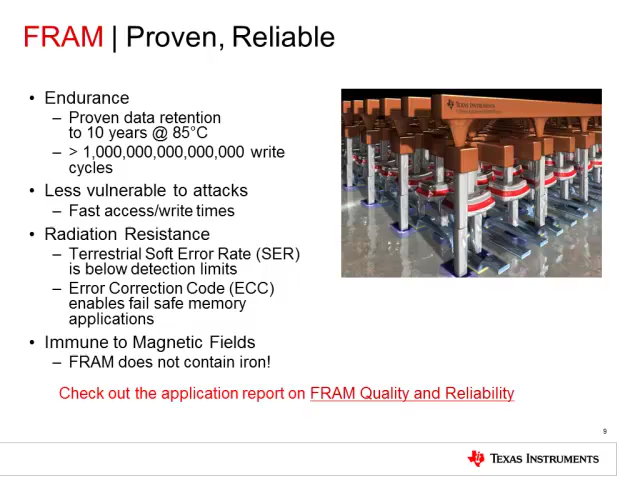 FRAM | Proven, Reliable
• Endurance
– Proven data retention
to 10 years @ 85°C
– > 1,000,000,000,000,000 write
cycles
• Less vulnerable to attacks
– Fast access/write times
• Radiation Resistance
– Terrestrial Soft Error Rate (SER)
is below detection limits
– Error Correction Code (ECC)
enables fail safe memory
applications
• Immune to Magnetic Fields
– FRAM does not contain iron!
TEXAS INSTRUMENTS
Check out the application report on FRAM Quality and Reliability
9
TEXAS INSTRUMENTS